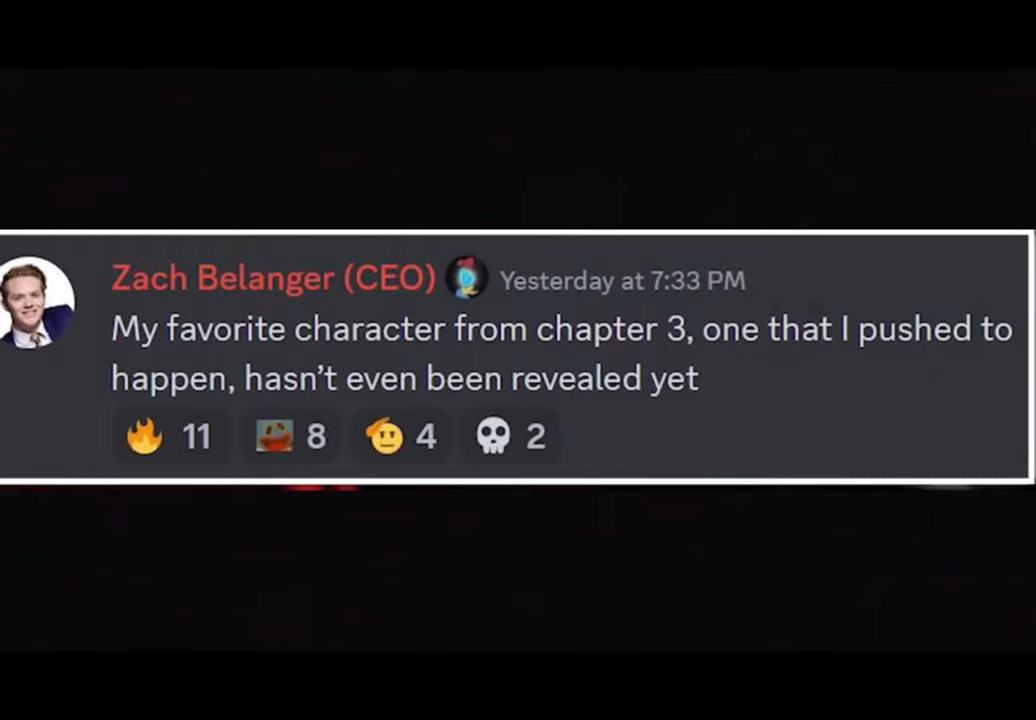 Zach Belanger (CEO) Yesterday at 7:33 PM
My favorite character from chapter 3, one that I pushed to
happen, hasn't even been revealed yet
🔥 11 8 🫡 4 💀 2